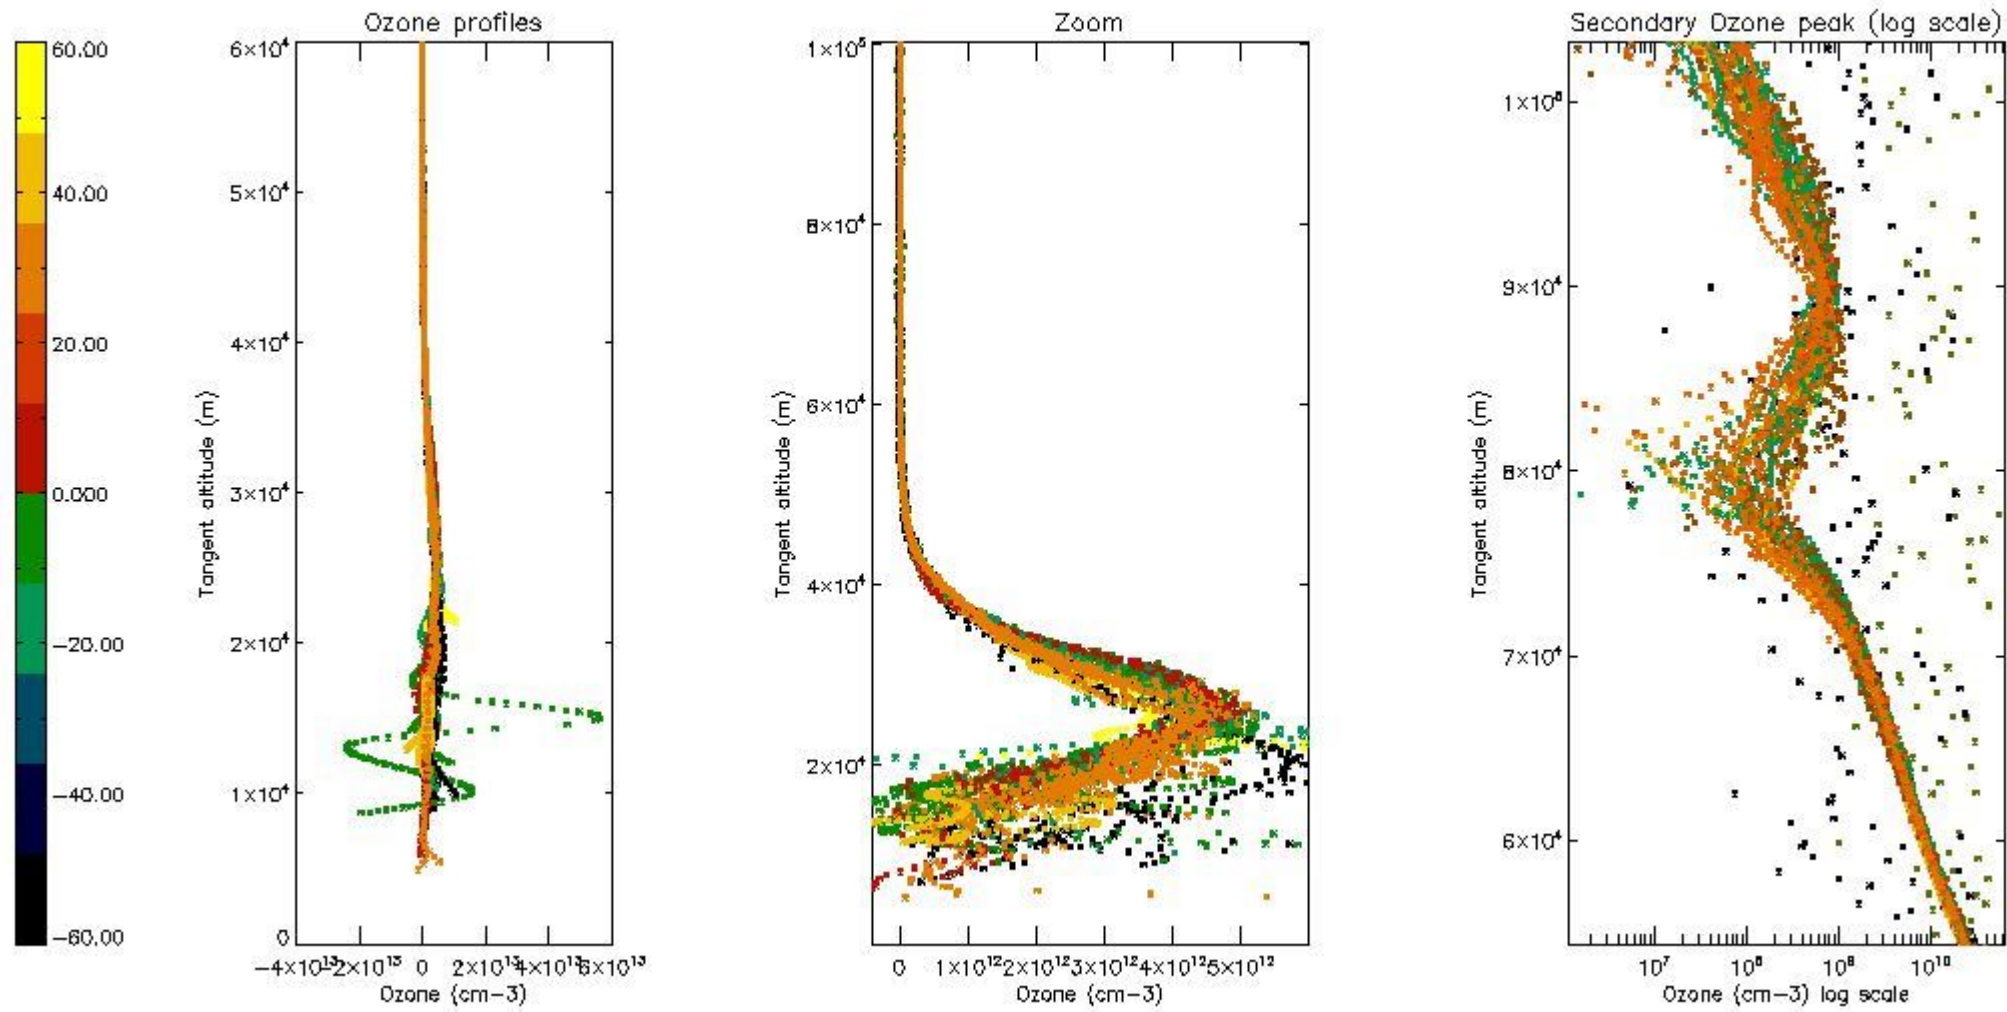 Ozone profiles
Zoom
Secondary Ozone peak (log scale)
60.00
40.00
20.00
−20.00
−40.00
−60.00
6×10⁴
5×10⁴
4×10⁴
3×10⁴
2×10⁴
1×10⁴
0
Tangent altitude (m)
−4×10¹³ −2×10¹³ 0 2×10¹³ 4×10¹³ 6×10¹³
Ozone (cm−3)
1×10⁵
8×10⁴
6×10⁴
4×10⁴
2×10⁴
Tangent altitude (m)
0 1×10¹² 2×10¹² 3×10¹² 4×10¹² 5×10¹²
Ozone (cm−3)
9×10⁴
8×10⁴
7×10⁴
6×10⁴
Tangent altitude (m)
10⁷ 10⁸ 10⁹ 10¹⁰
Ozone (cm−3) log scale